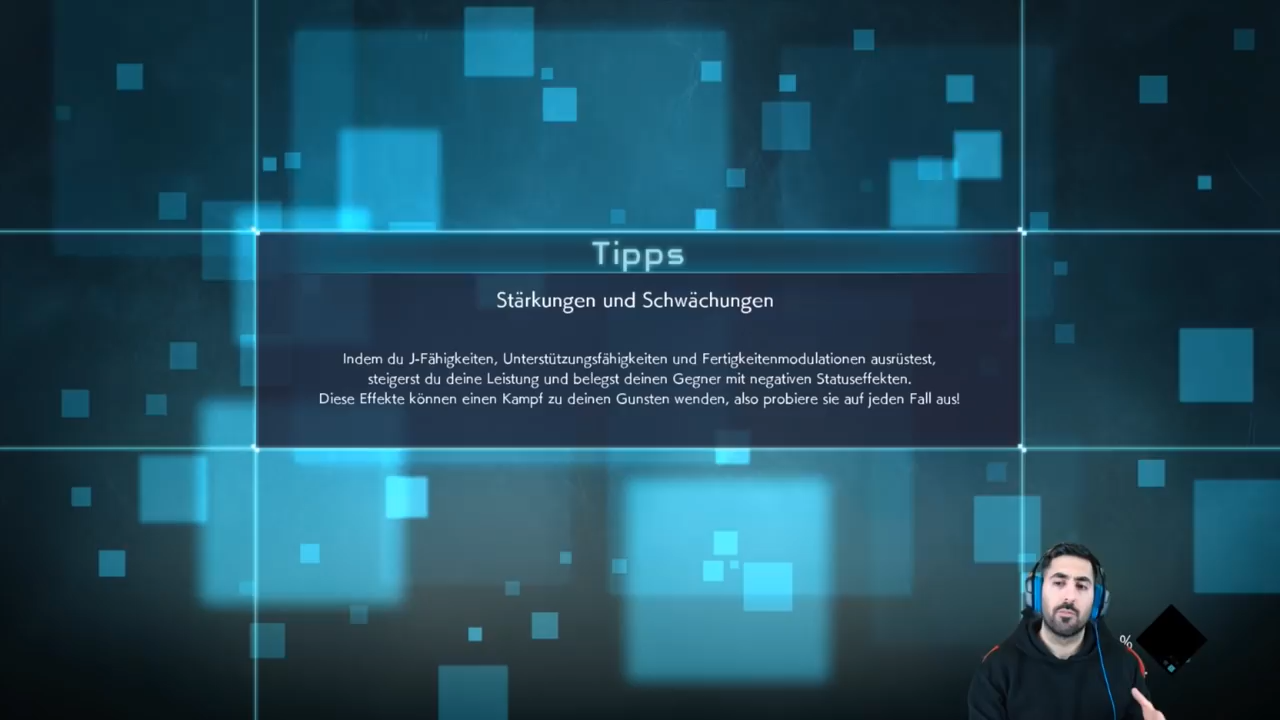 Tipps
Stärkungen und Schwächungen
Indem du J-Fähigkeiten, Unterstützungsfähigkeiten und Fertigkeitenmodulationen ausrüstest,
steigerst du deine Leistung und belegst deinen Gegner mit negativen Statuseffekten.
Diese Effekte können einen Kampf zu deinen Gunsten wenden, also probiere sie auf jeden Fall aus!
%